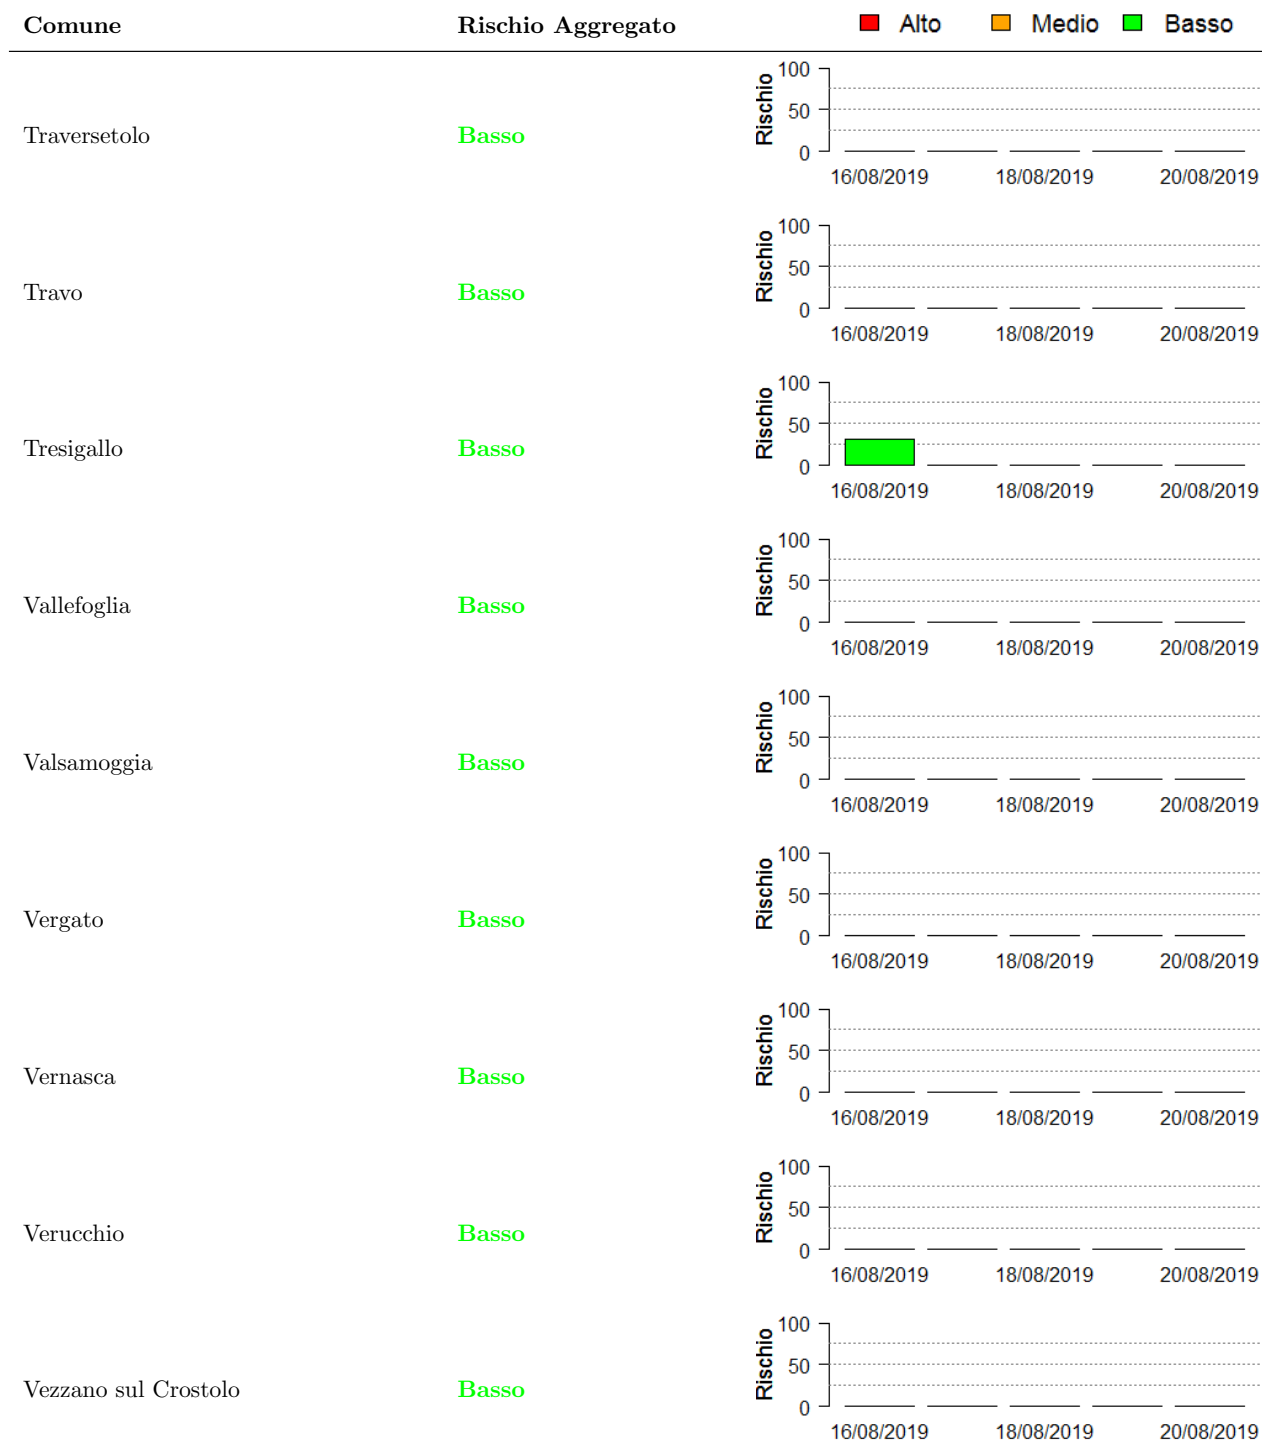 Comune Rischio Aggregato Alto Medio Basso
Traversetolo Basso Rischio 100 50 0
16/08/2019 18/08/2019 20/08/2019
Travo Basso Rischio 100 50 0
16/08/2019 18/08/2019 20/08/2019
Tresigallo Basso Rischio 100 50 0
16/08/2019 18/08/2019 20/08/2019
Vallefoglia Basso Rischio 100 50 0
16/08/2019 18/08/2019 20/08/2019
Valsamoggia Basso Rischio 100 50 0
16/08/2019 18/08/2019 20/08/2019
Vergato Basso Rischio 100 50 0
16/08/2019 18/08/2019 20/08/2019
Vernasca Basso Rischio 100 50 0
16/08/2019 18/08/2019 20/08/2019
Verucchio Basso Rischio 100 50 0
16/08/2019 18/08/2019 20/08/2019
Vezzano sul Crostolo Basso Rischio 100 50 0
16/08/2019 18/08/2019 20/08/2019